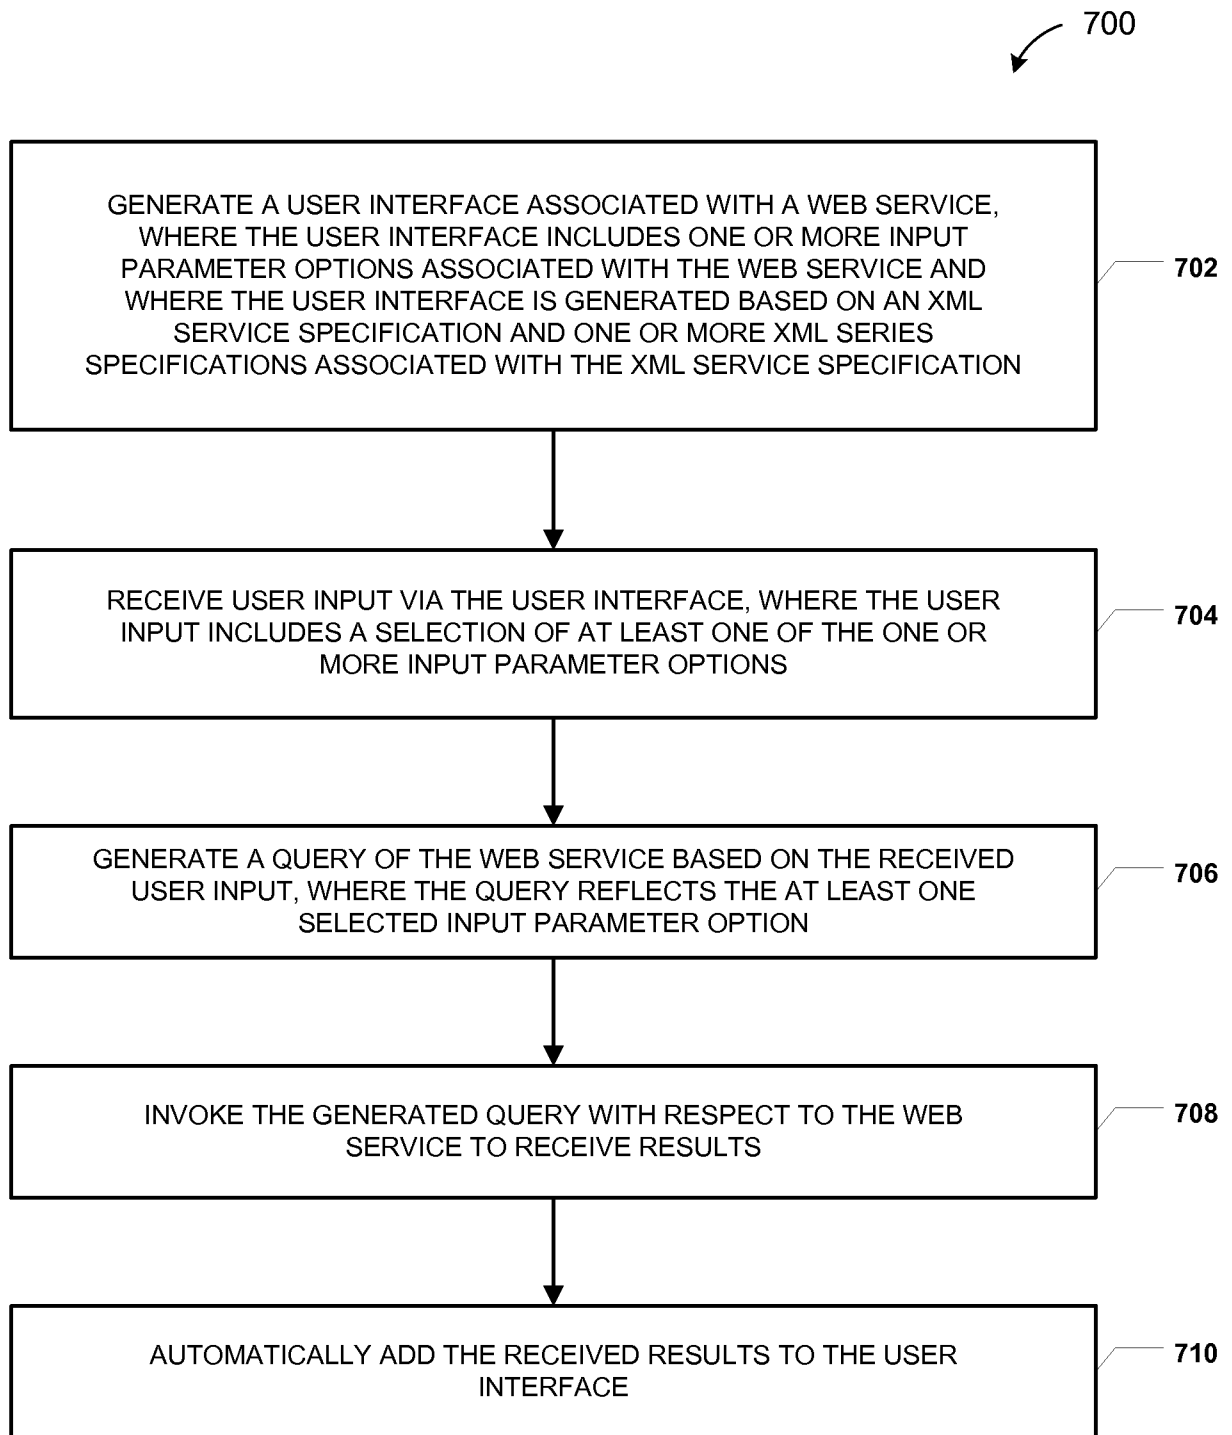 700
GENERATE A USER INTERFACE ASSOCIATED WITH A WEB SERVICE,
WHERE THE USER INTERFACE INCLUDES ONE OR MORE INPUT
PARAMETER OPTIONS ASSOCIATED WITH THE WEB SERVICE AND
WHERE THE USER INTERFACE IS GENERATED BASED ON AN XML
SERVICE SPECIFICATION AND ONE OR MORE XML SERIES
SPECIFICATIONS ASSOCIATED WITH THE XML SERVICE SPECIFICATION
702
RECEIVE USER INPUT VIA THE USER INTERFACE, WHERE THE USER
INPUT INCLUDES A SELECTION OF AT LEAST ONE OF THE ONE OR
MORE INPUT PARAMETER OPTIONS
704
GENERATE A QUERY OF THE WEB SERVICE BASED ON THE RECEIVED
USER INPUT, WHERE THE QUERY REFLECTS THE AT LEAST ONE
SELECTED INPUT PARAMETER OPTION
706
INVOKE THE GENERATED QUERY WITH RESPECT TO THE WEB
SERVICE TO RECEIVE RESULTS
708
AUTOMATICALLY ADD THE RECEIVED RESULTS TO THE USER
INTERFACE
710